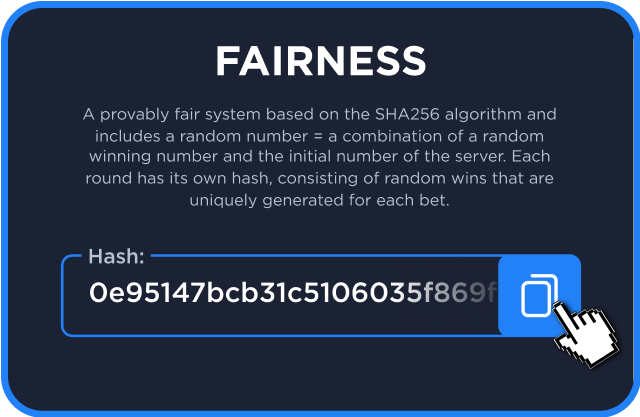 FAIRNESS
A provably fair system based on the SHA256 algorithm and
includes a random number = a combination of a random
winning number and the initial number of the server. Each
round has its own hash, consisting of random wins that are
uniquely generated for each bet.
Hash:
0e95147bcb31c5106035f869f